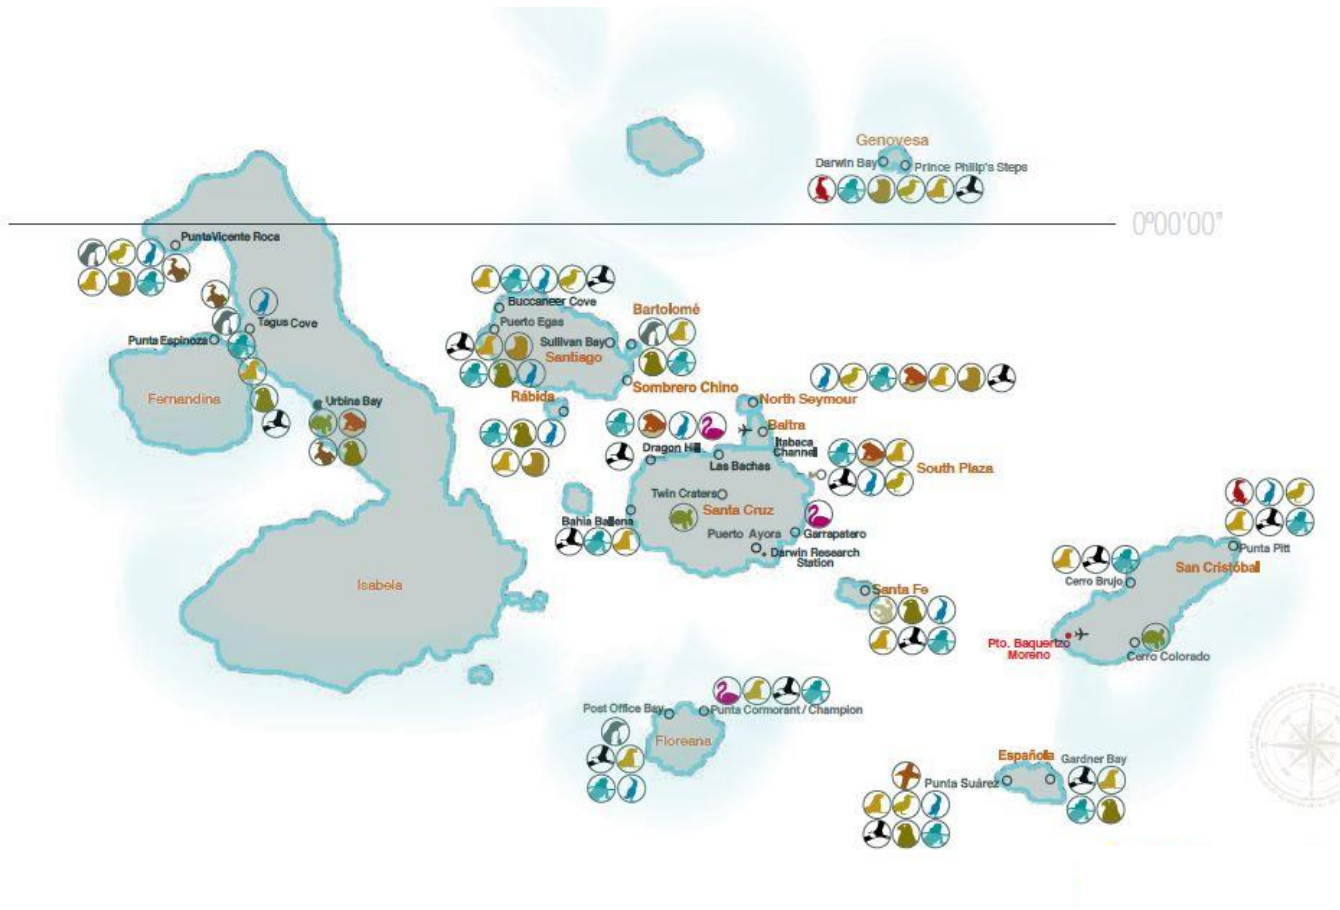 Genovesa
Darwin Bay
Prince Philip's Steps
0º00'00"
PuntaVicente Roca
Buccaneer Cove
Bartolomé
Puerto Egas
Tagus Cove
Sullivan Bay
Punta Espinoza
Santiago
Sombrero Chino
Fernandina
Rábida
North Seymour
Urbina Bay
Baltra
Itabaca
Channel
Dragon Hill
Las Bachas
South Plaza
Twin Craters
Santa Cruz
Bahia Ballena
Puerto Ayora
Garrapatero
Darwin Research
Station
Punta Pitt
San Cristóbal
Cerro Brujo
Isabela
Santa Fe
Pto. Baquerizo
Moreno
Cerro Colorado
Post Office Bay
Punta Cormorant / Champion
Floreana
Española
Gardner Bay
Punta Suárez